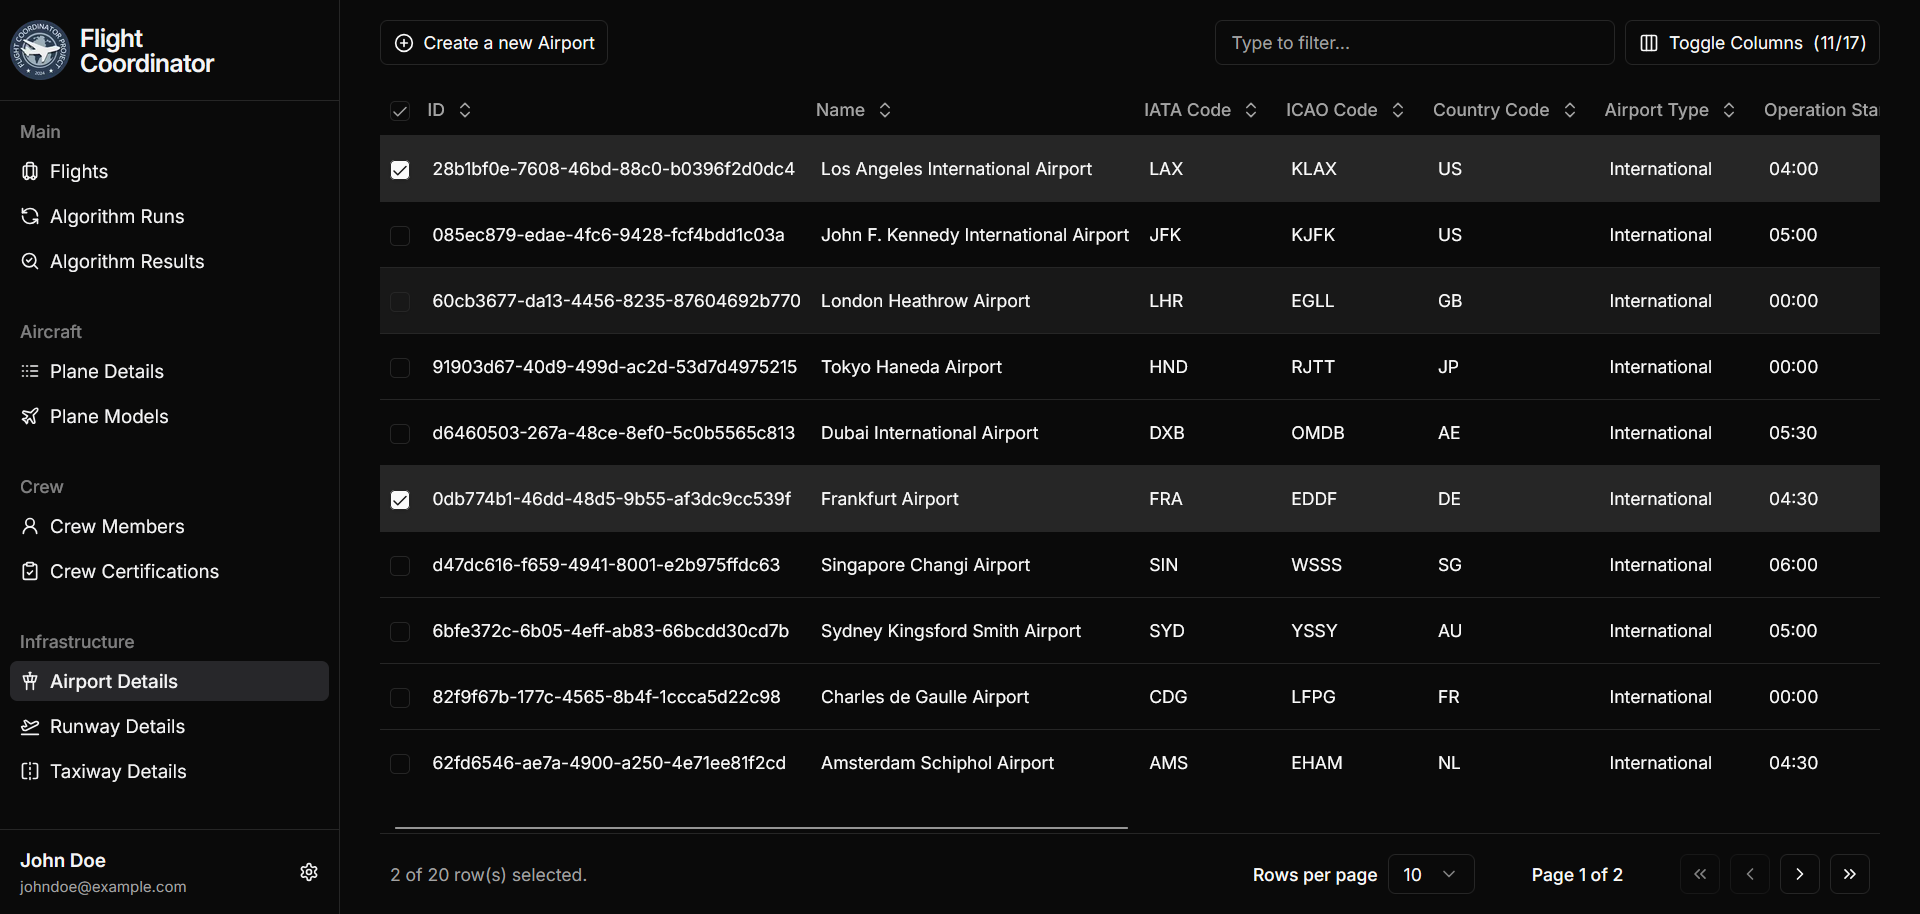 FLIGHT COORDINATOR PROJECT
2024
Flight
Coordinator
Main
Flights
Algorithm Runs
Algorithm Results
Aircraft
Plane Details
Plane Models
Crew
Crew Members
Crew Certifications
Infrastructure
Airport Details
Runway Details
Taxiway Details
John Doe
johndoe@example.com
Create a new Airport
Type to filter...
Toggle Columns (11/17)
ID Name IATA Code ICAO Code Country Code Airport Type Operation Sta
28b1bf0e-7608-46bd-88c0-b0396f2d0dc4 Los Angeles International Airport LAX KLAX US International 04:00
085ec879-edae-4fc6-9428-fcf4bdd1c03a John F. Kennedy International Airport JFK KJFK US International 05:00
60cb3677-da13-4456-8235-87604692b770 London Heathrow Airport LHR EGLL GB International 00:00
91903d67-40d9-499d-ac2d-53d7d4975215 Tokyo Haneda Airport HND RJTT JP International 00:00
d6460503-267a-48ce-8ef0-5c0b5565c813 Dubai International Airport DXB OMDB AE International 05:30
0db774b1-46dd-48d5-9b55-af3dc9cc539f Frankfurt Airport FRA EDDF DE International 04:30
d47dc616-f659-4941-8001-e2b975ffdc63 Singapore Changi Airport SIN WSSS SG International 06:00
6bfe372c-6b05-4eff-ab83-66bcdd30cd7b Sydney Kingsford Smith Airport SYD YSSY AU International 05:00
82f9f67b-177c-4565-8b4f-1ccca5d22c98 Charles de Gaulle Airport CDG LFPG FR International 00:00
62fd6546-ae7a-4900-a250-4e71ee81f2cd Amsterdam Schiphol Airport AMS EHAM NL International 04:30
2 of 20 row(s) selected.
Rows per page 10
Page 1 of 2